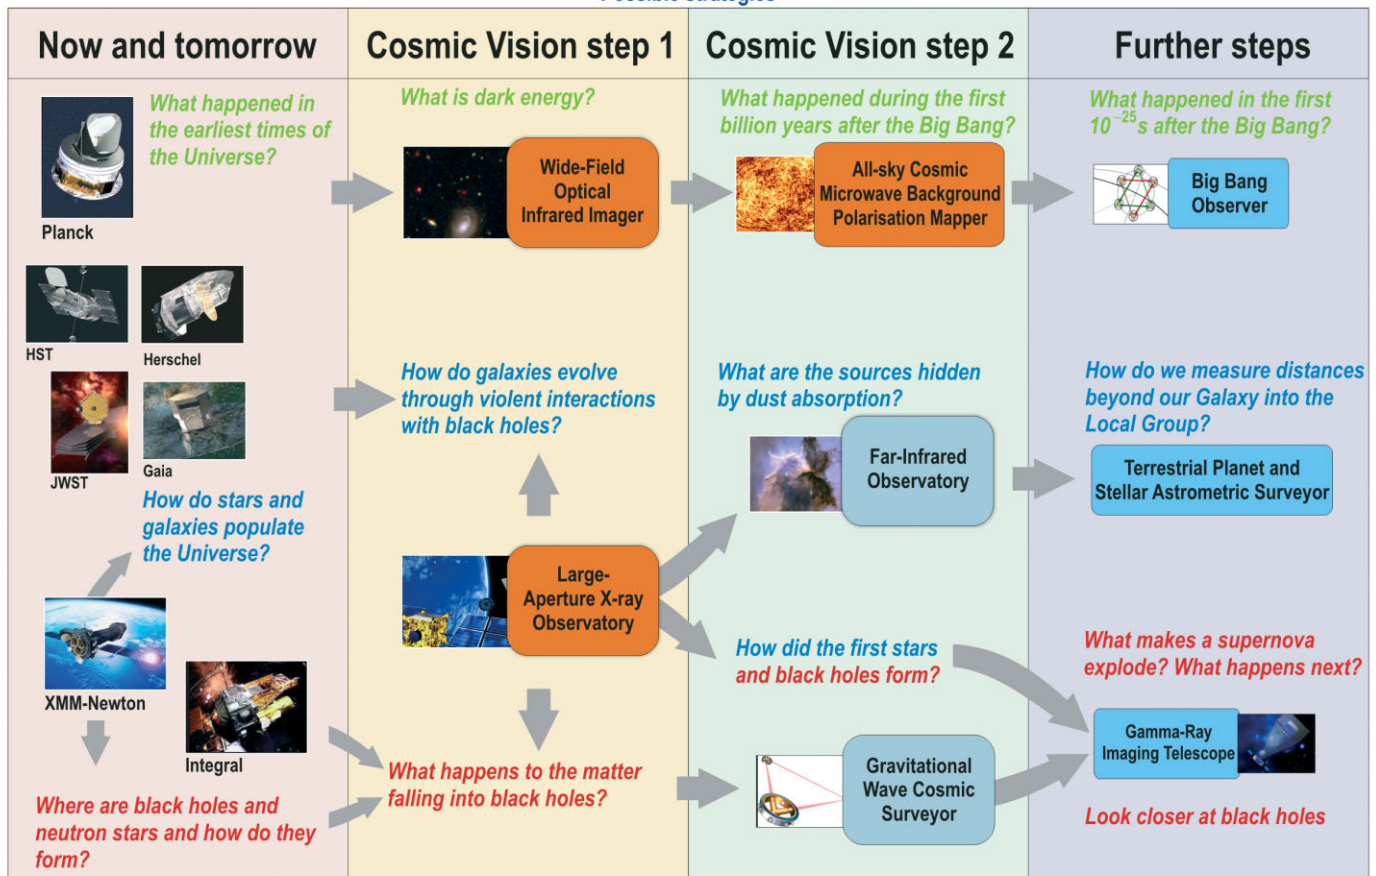 Possible strategies
Now and tomorrow
Cosmic Vision step 1
Cosmic Vision step 2
Further steps
What happened in
the earliest times of
the Universe?
Planck
HST
Herschel
JWST
Gaia
How do stars and
galaxies populate
the Universe?
XMM-Newton
Integral
Where are black holes and
neutron stars and how do they
form?
What is dark energy?
Wide-Field
Optical
Infrared Imager
How do galaxies evolve
through violent interactions
with black holes?
Large-
Aperture X-ray
Observatory
What happens to the matter
falling into black holes?
What happened during the first
billion years after the Big Bang?
All-sky Cosmic
Microwave Background
Polarisation Mapper
What are the sources hidden
by dust absorption?
Far-Infrared
Observatory
How did the first stars
and black holes form?
Gravitational
Wave Cosmic
Surveyor
What happened in the first
10⁻²⁵s after the Big Bang?
Big Bang
Observer
How do we measure distances
beyond our Galaxy into the
Local Group?
Terrestrial Planet and
Stellar Astrometric Surveyor
What makes a supernova
explode? What happens next?
Gamma-Ray
Imaging Telescope
Look closer at black holes